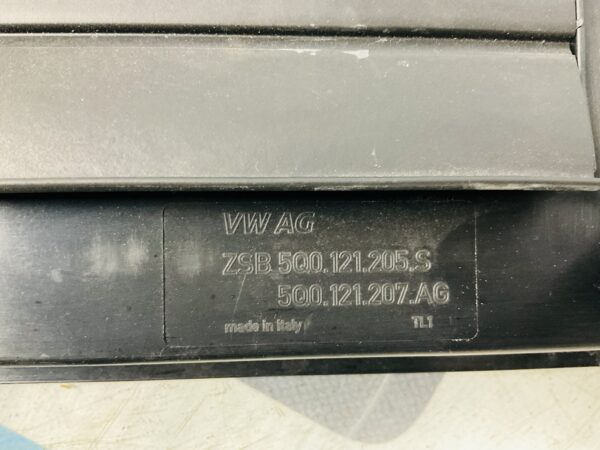 VW AG
ZSB 5Q0.121.205.S
5Q0.121.207.AG
made in Italy TL1